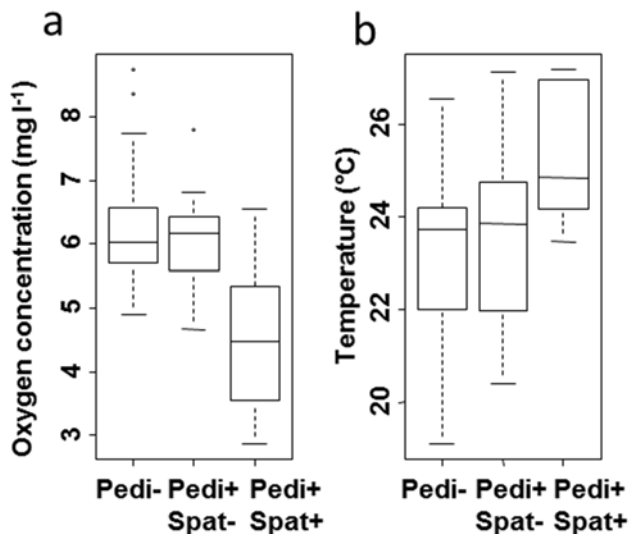 a
Oxygen concentration (mg l-1)
8
7
6
5
4
3
Pedi- Pedi+ Pedi+
Spat- Spat+
b
Temperature (°C)
26
24
22
20
Pedi- Pedi+ Pedi+
Spat- Spat+